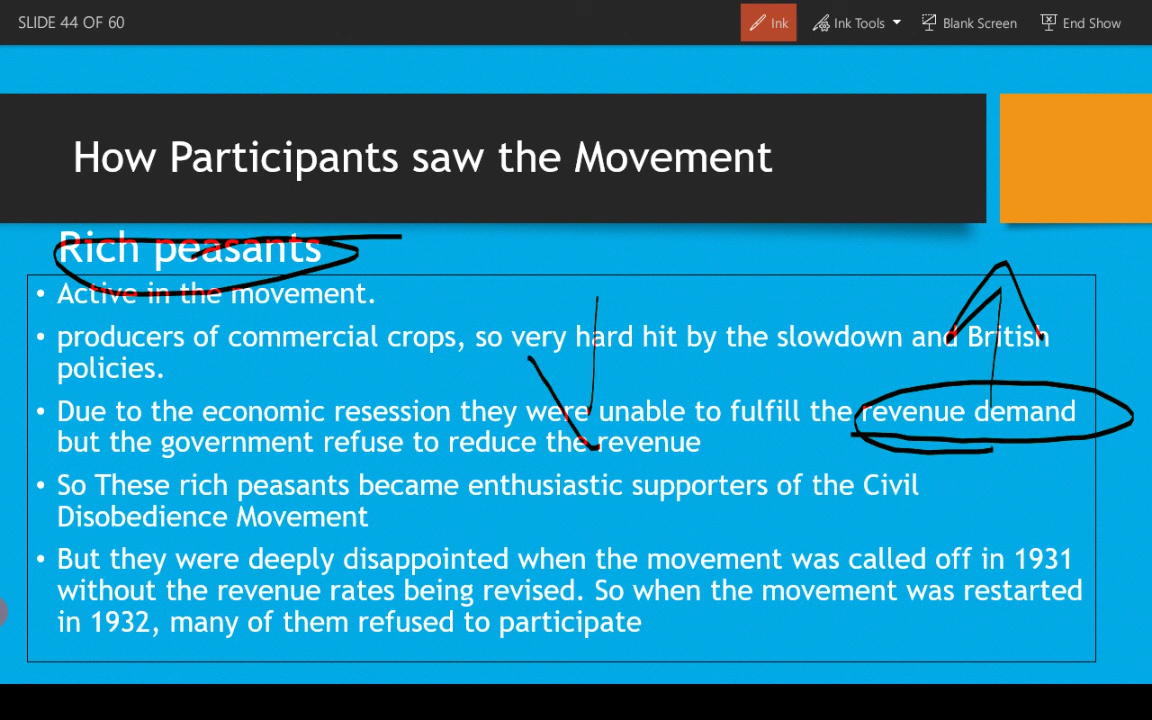 SLIDE 44 OF 60
Ink
Ink Tools
Blank Screen
End Show
How Participants saw the Movement
Rich peasants
• Active in the movement.
• producers of commercial crops, so very hard hit by the slowdown and British
policies.
• Due to the economic resession they were unable to fulfill the revenue demand
but the government refuse to reduce the revenue
• So These rich peasants became enthusiastic supporters of the Civil
Disobedience Movement
• But they were deeply disappointed when the movement was called off in 1931
without the revenue rates being revised. So when the movement was restarted
in 1932, many of them refused to participate